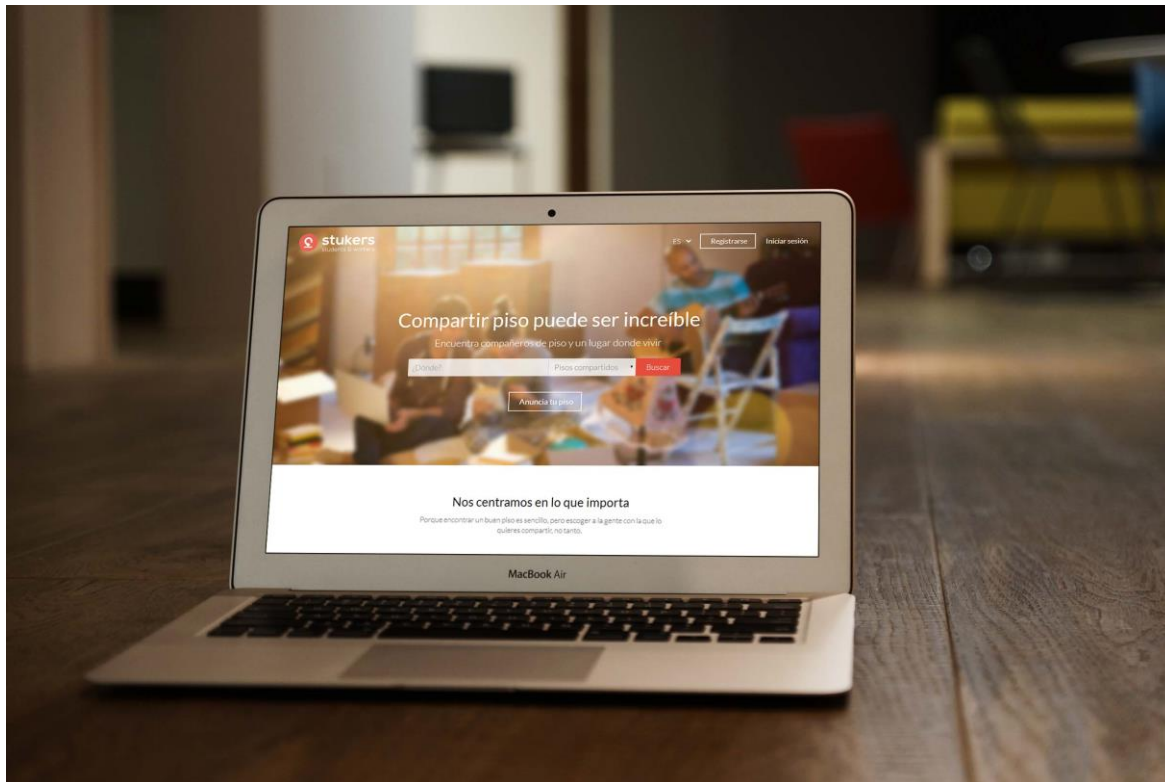 stukers
students & workers
ES
Registrarse
Iniciar sesión
Compartir piso puede ser increíble
Encuentra compañeros de piso y un lugar donde vivir
¿Dónde?
Pisos compartidos
Buscar
Anuncia tu piso
Nos centramos en lo que importa
Porque encontrar un buen piso es sencillo, pero escoger a la gente con la que lo
quieres compartir, no tanto.
MacBook Air